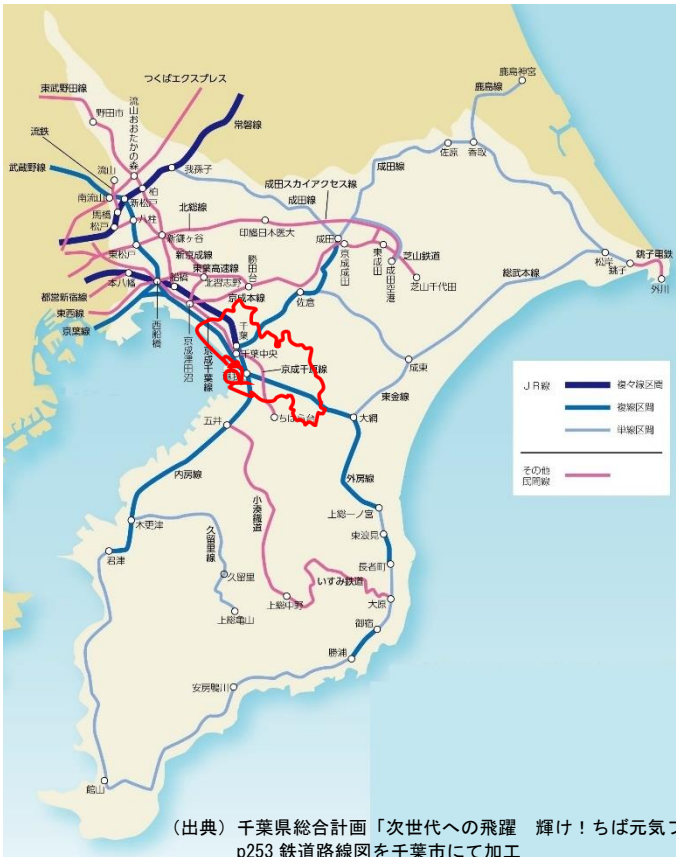 鹿島神宮
鹿島線
つくばエクスプレス
東武野田線
流山おおたかの森
野田市
常磐線
流鉄
武蔵野線
流山
我孫子
成田線
佐原
香取
柏
南流山
新松戸
馬橋
松戸
八柱
北総線
成田スカイアクセス線
成田線
印旛日本医大
新鎌ヶ谷
成田
京成成田
東成田
成田空港
芝山鉄道
芝山千代田
東松戸
新京成線
東葉高速線
北習志野
勝田台
総武本線
松岸
銚子
銚子電鉄
外川
本八幡
船橋
京成本線
佐倉
都営新宿線
東西線
京葉線
西船橋
京成津田沼
京成千葉線
千葉
千葉中央
京成千原線
成東
東金線
ちはら台
大網
五井
内房線
外房線
小湊鐵道
上総一ノ宮
東浪見
長者町
木更津
久留里線
君津
久留里
いすみ鉄道
上総中野
大原
上総亀山
御宿
勝浦
安房鴨川
館山
JR線
複々線区間
複線区間
単線区間
その他
民間線
(出典) 千葉県総合計画「次世代への飛躍 輝け!ちば元気プ
p253 鉄道路線図を千葉市にて加工